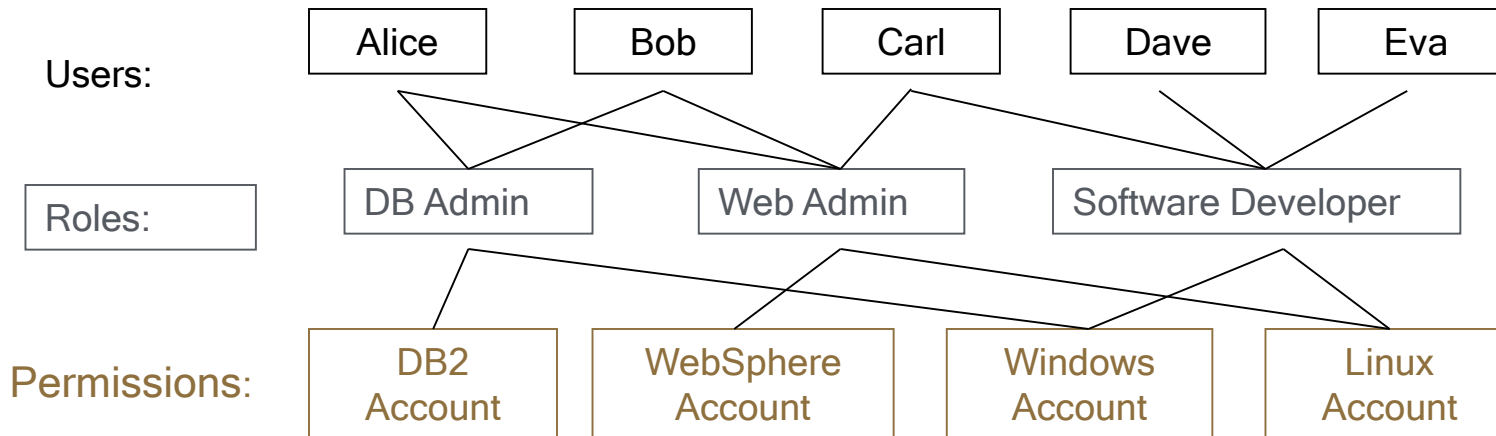 Users:
Alice
Bob
Carl
Dave
Eva
Roles:
DB Admin
Web Admin
Software Developer
Permissions:
DB2
Account
WebSphere
Account
Windows
Account
Linux
Account